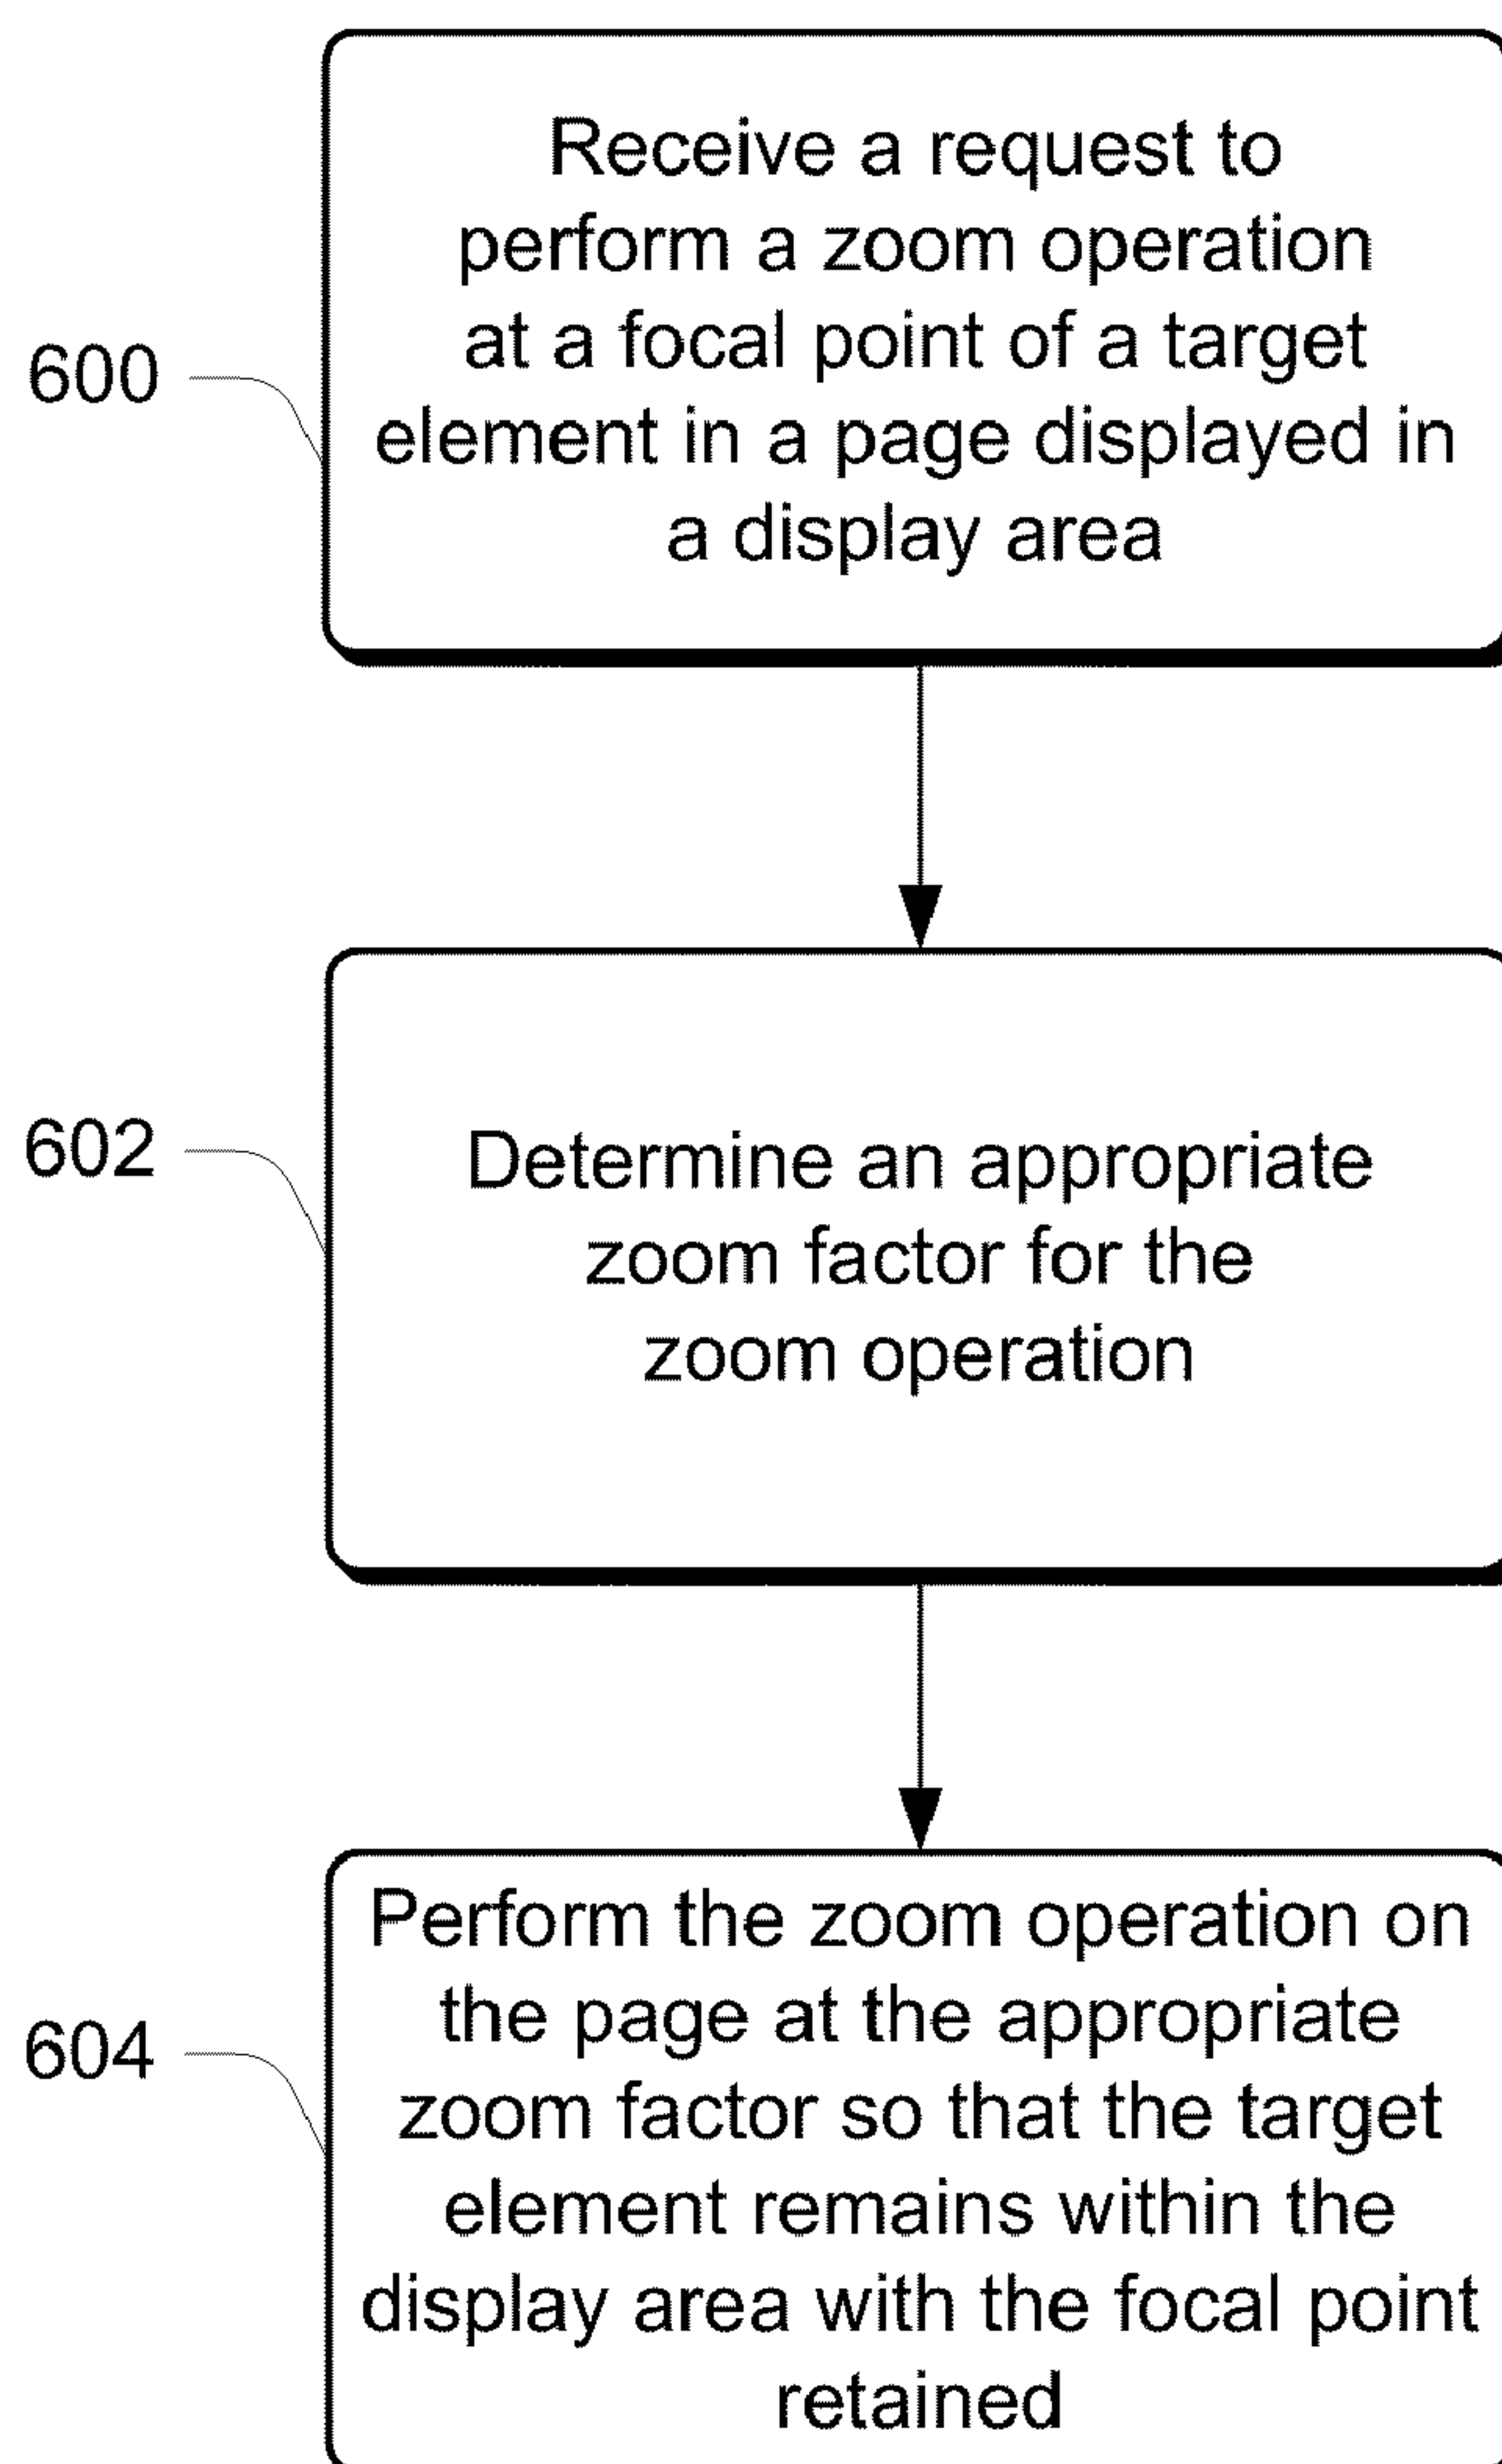 Receive a request to
perform a zoom operation
at a focal point of a target
element in a page displayed in
a display area
600
Determine an appropriate
zoom factor for the
zoom operation
602
Perform the zoom operation on
the page at the appropriate
zoom factor so that the target
element remains within the
display area with the focal point
retained
604